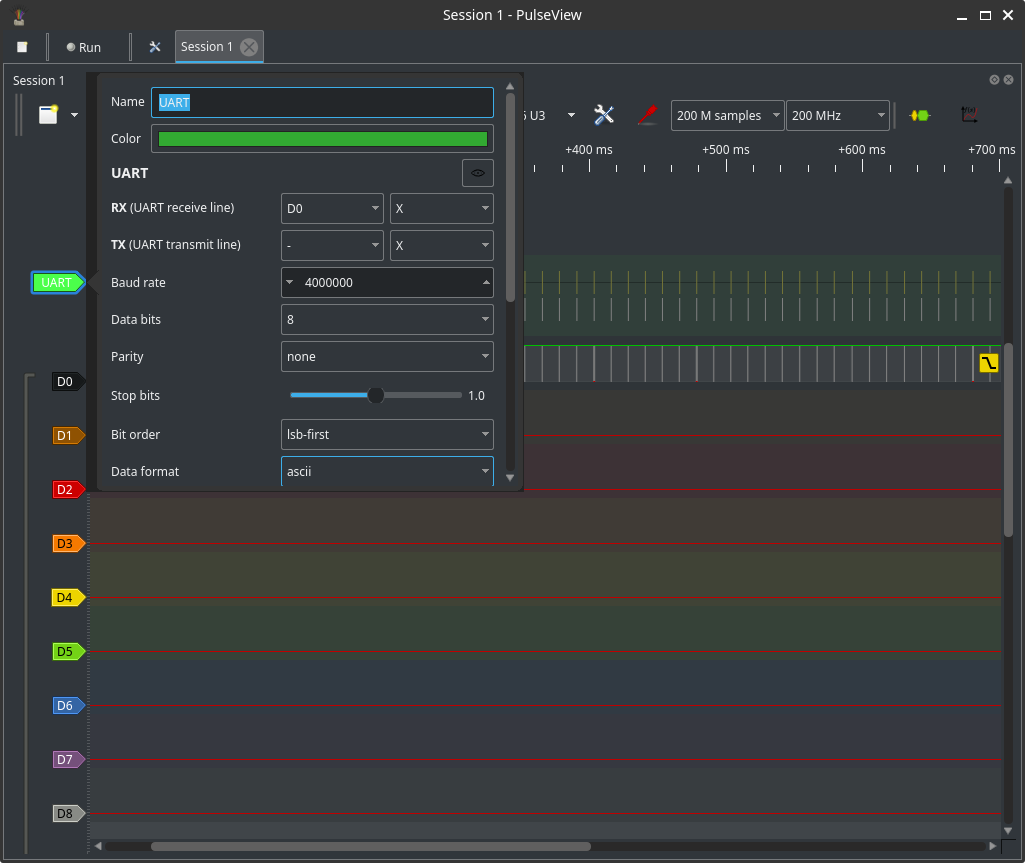 Session 1 - PulseView
Run
Session 1
Session 1
Name UART
Color
U3
200 M samples
200 MHz
+400 ms +500 ms +600 ms +700 ms
UART
RX (UART receive line) D0 X
TX (UART transmit line) - X
UART
Baud rate 4000000
Data bits 8
Parity none
Stop bits 1.0
Bit order lsb-first
Data format ascii
D0
D1
D2
D3
D4
D5
D6
D7
D8